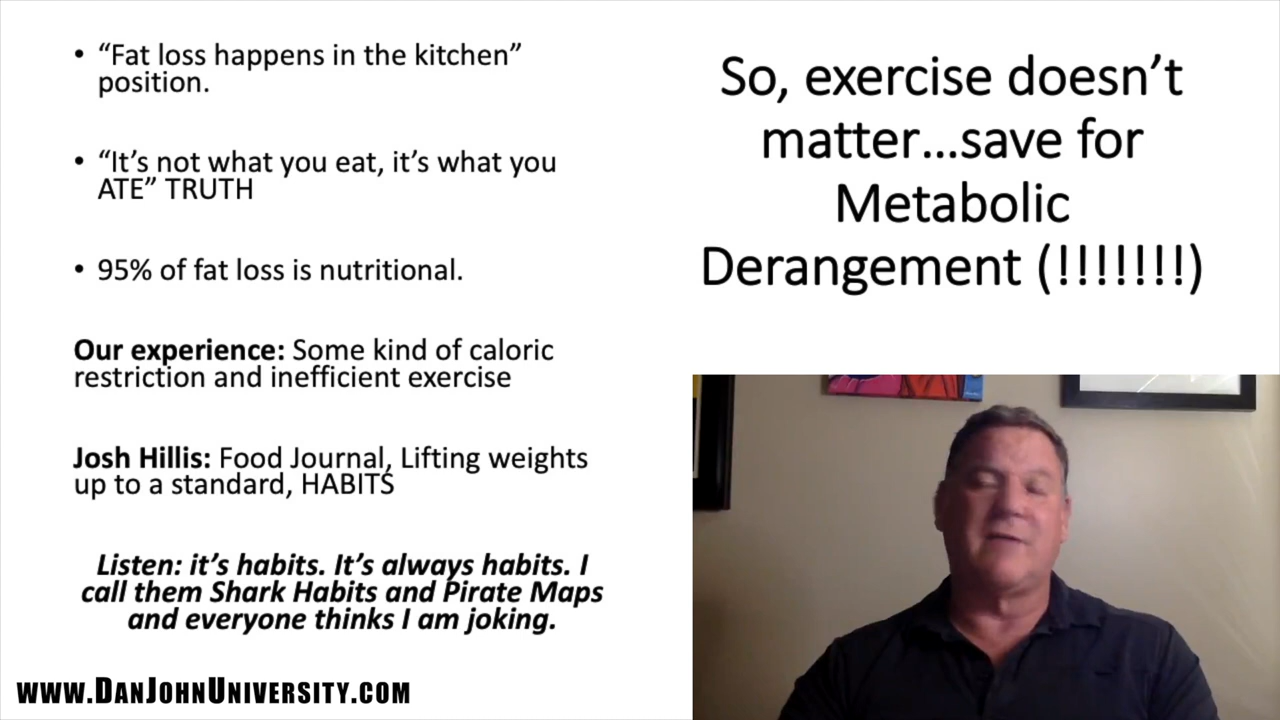 • “Fat loss happens in the kitchen”
position.
• “It’s not what you eat, it’s what you
ATE” TRUTH
• 95% of fat loss is nutritional.
Our experience: Some kind of caloric
restriction and inefficient exercise
Josh Hillis: Food Journal, Lifting weights
up to a standard, HABITS
Listen: it’s habits. It’s always habits. I
call them Shark Habits and Pirate Maps
and everyone thinks I am joking.
www.DanJohnUniversity.com
So, exercise doesn’t
matter...save for
Metabolic
Derangement (!!!!!!!)